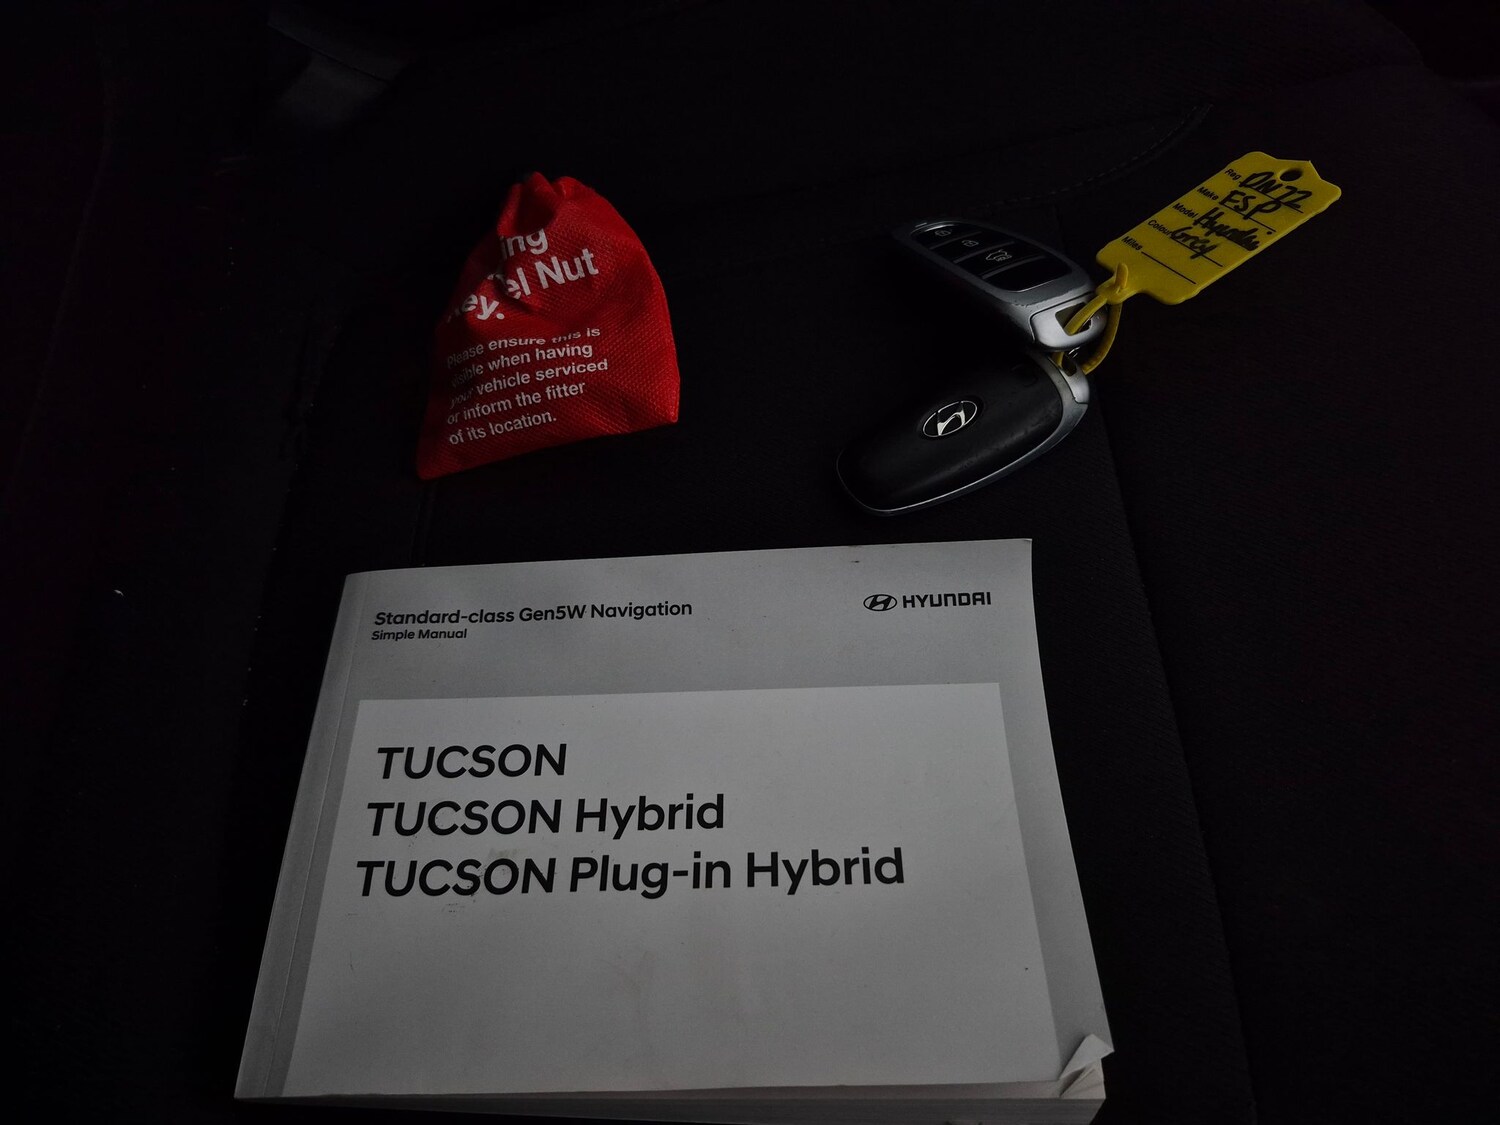 ing
el Nut
ey.
Please ensure this is
visible when having
your vehicle serviced
or inform the fitter
of its location.
Reg
Make FSP
Model Hyundai
Colour Grey
Miles
Standard-class Gen5W Navigation
Simple Manual
HYUNDAI
TUCSON
TUCSON Hybrid
TUCSON Plug-in Hybrid